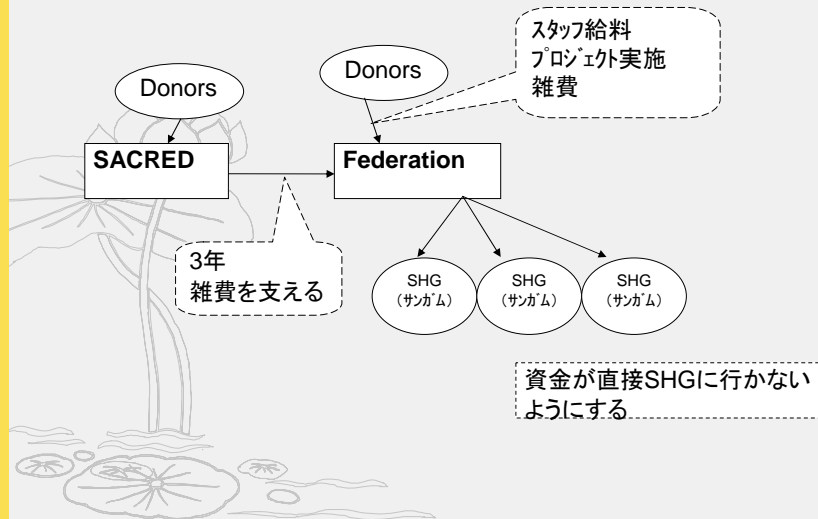 スタッフ給料
プロジェクト実施
雑費
Donors
Donors
SACRED
Federation
3年
雑費を支える
SHG
(サンガム)
SHG
(サンガム)
SHG
(サンガム)
資金が直接SHGに行かない
ようにする